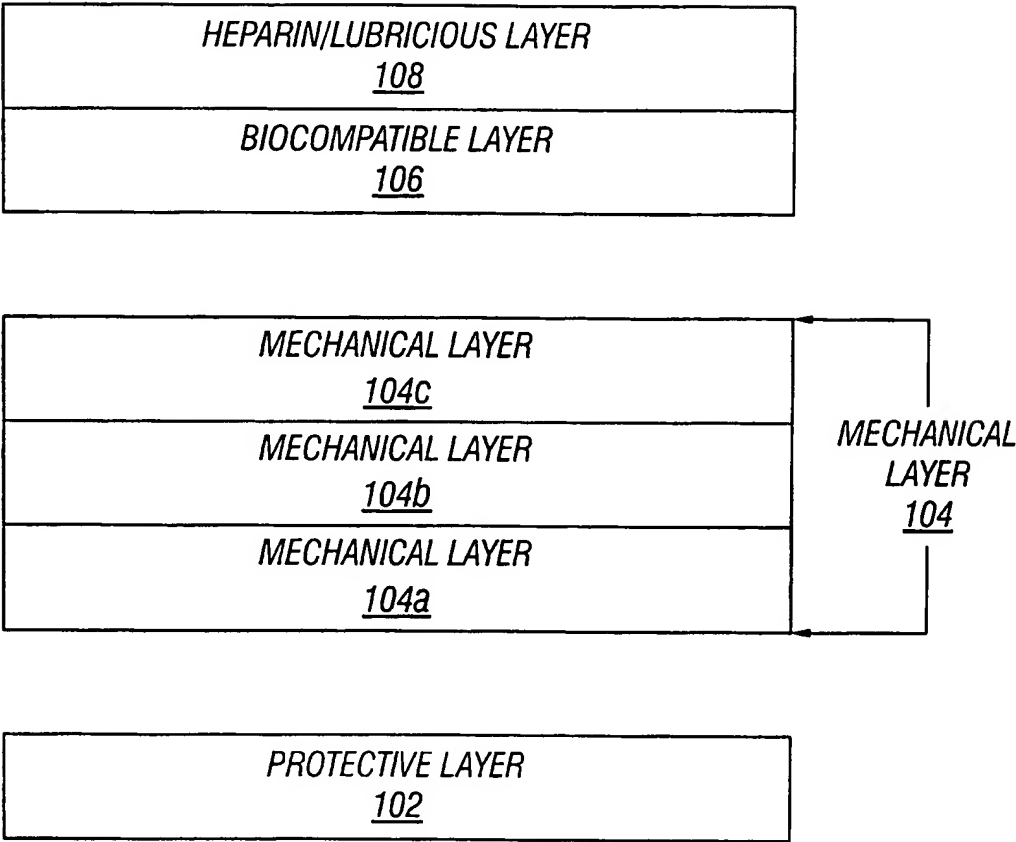 HEPARIN/LUBRICIOUS LAYER
108
BIOCOMPATIBLE LAYER
106
MECHANICAL LAYER
104c
MECHANICAL LAYER
104b
MECHANICAL LAYER
104a
MECHANICAL
LAYER
104
PROTECTIVE LAYER
102